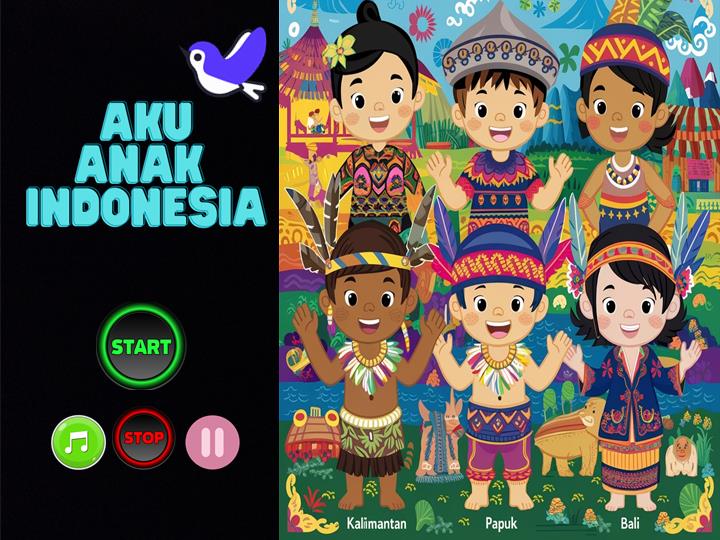 AKU
ANAK
INDONESIA
START
STOP
Kalimantan
Papuk
Bali